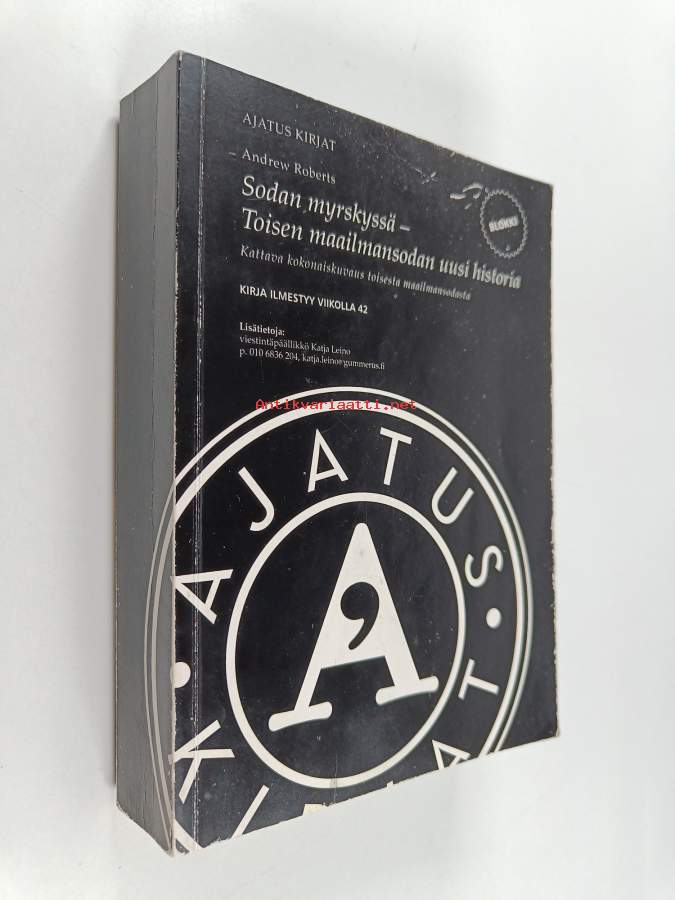 AJATUS KIRJAT
– Andrew Roberts
Sodan myrskyssä –
Toisen maailmansodan uusi historia
Kattava kokonaiskuvaus toisesta maailmansodasta
BLOKKI
KIRJA ILMESTYY VIIKOLLA 42
Lisätietoja:
viestintäpäällikkö Katja Leino
p. 010 6836 204, katja.leino@gummerus.fi
Antikvariaatti.net
AJATUS • KIRJAT •
A,